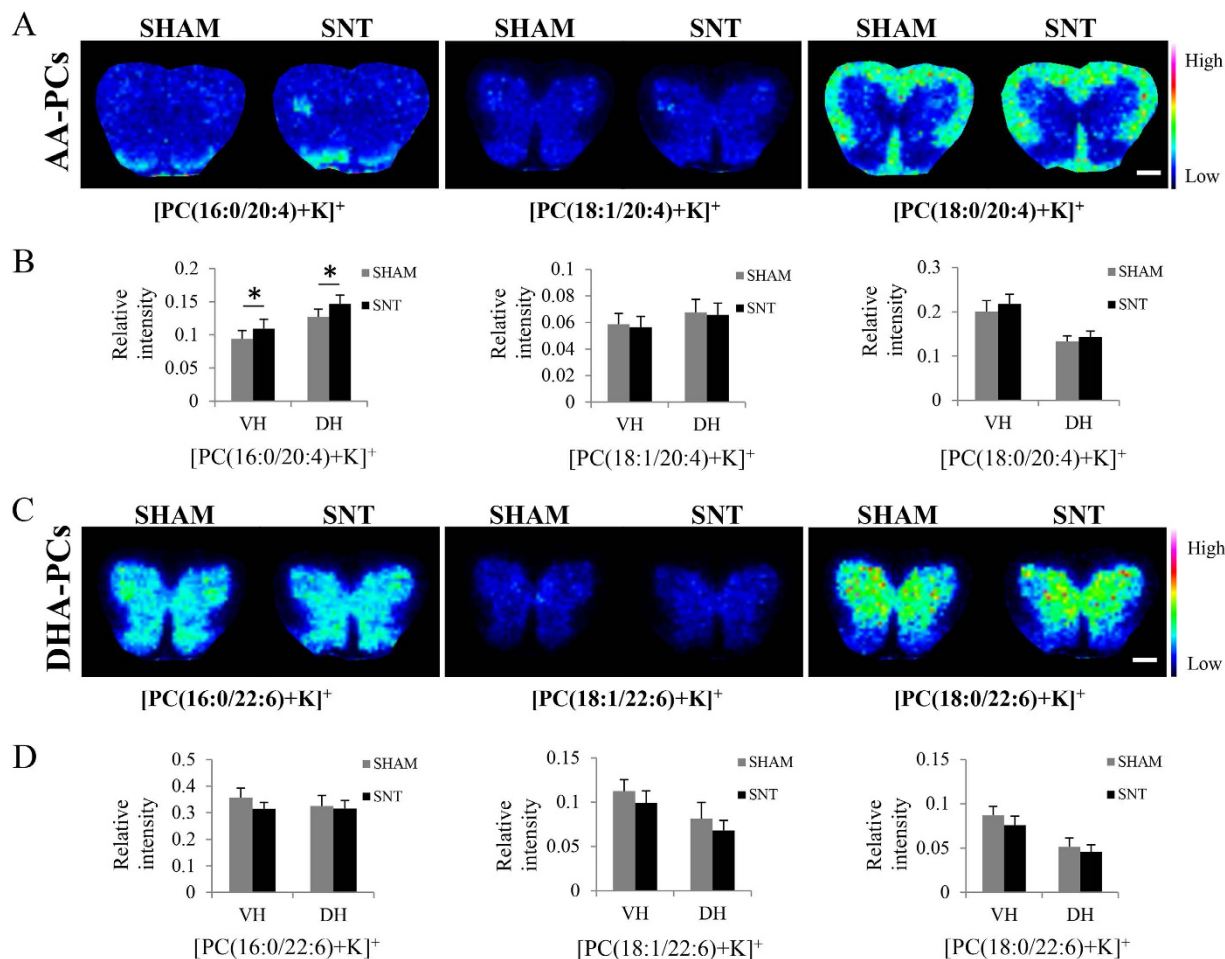 A
SHAM SNT SHAM SNT SHAM SNT
AA-PCs
High
Low
[PC(16:0/20:4)+K]⁺ [PC(18:1/20:4)+K]⁺ [PC(18:0/20:4)+K]⁺
B
Relative intensity
0.2
0.15
0.1
0.05
0
* *
SHAM
SNT
VH DH
[PC(16:0/20:4)+K]⁺
Relative intensity
0.1
0.08
0.06
0.04
0.02
0
SHAM
SNT
VH DH
[PC(18:1/20:4)+K]⁺
Relative intensity
0.3
0.2
0.1
0
SHAM
SNT
VH DH
[PC(18:0/20:4)+K]⁺
C
SHAM SNT SHAM SNT SHAM SNT
DHA-PCs
High
Low
[PC(16:0/22:6)+K]⁺ [PC(18:1/22:6)+K]⁺ [PC(18:0/22:6)+K]⁺
D
Relative intensity
0.5
0.4
0.3
0.2
0.1
0
SHAM
SNT
VH DH
[PC(16:0/22:6)+K]⁺
Relative intensity
0.15
0.1
0.05
0
SHAM
SNT
VH DH
[PC(18:1/22:6)+K]⁺
Relative intensity
0.15
0.1
0.05
0
SHAM
SNT
VH DH
[PC(18:0/22:6)+K]⁺